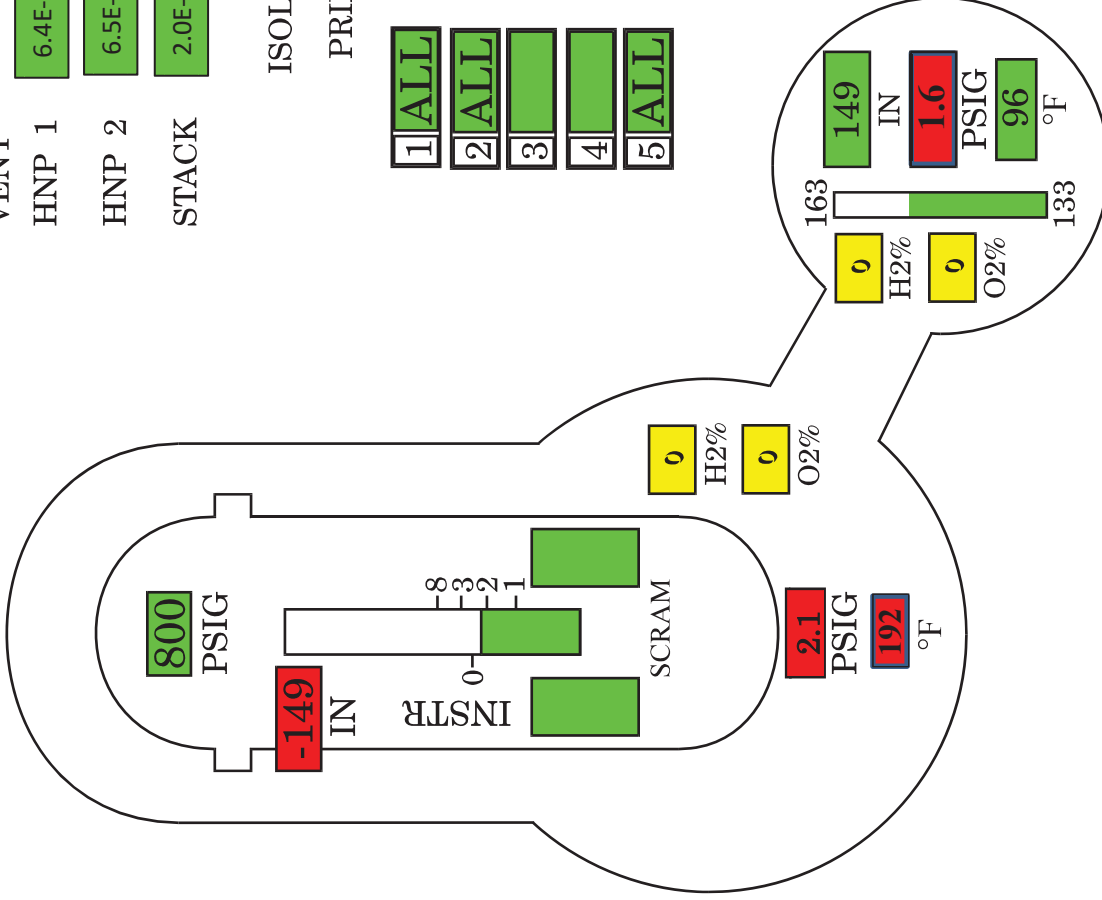 VENT
HNP 1 6.4E-
HNP 2 6.5E-
STACK 2.0E-
ISOL
PRI
1 ALL
2 ALL
3
4
5 ALL
800
PSIG
-149
IN
INSTR
0
8
3
2
1
SCRAM
0
H2%
0
O2%
2.1
PSIG
192
°F
0
H2%
0
O2%
163
133
149
IN
1.6
PSIG
96
°F